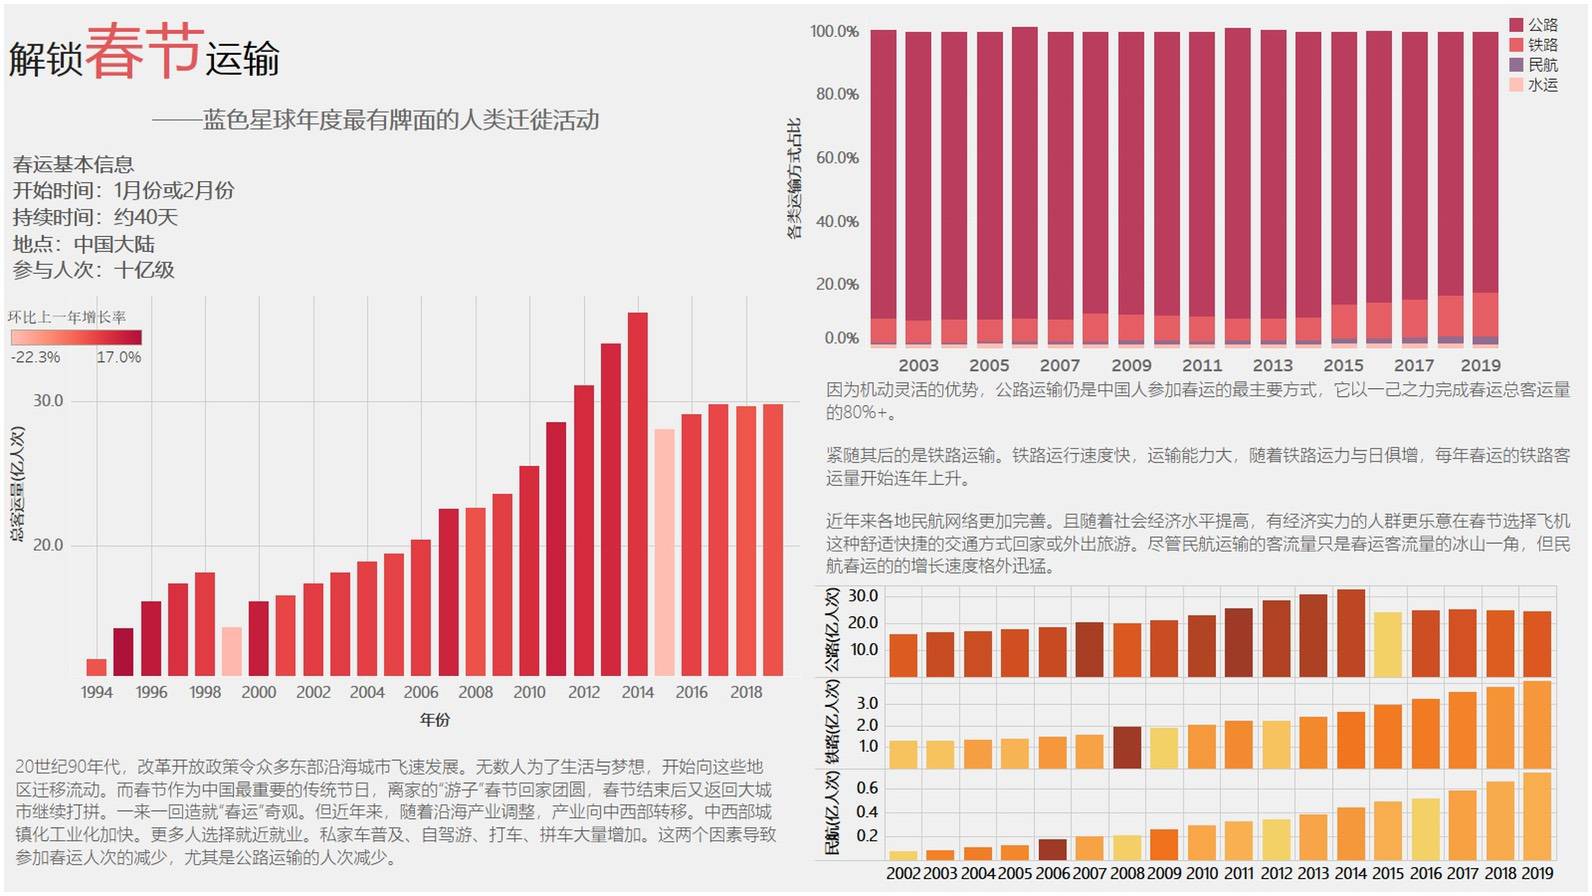 解锁春节运输
——蓝色星球年度最有牌面的人类迁徙活动
春运基本信息
开始时间：1月份或2月份
持续时间：约40天
地点：中国大陆
参与人次：十亿级
环比上一年增长率
-22.3% 17.0%
总客运量(亿人次)
30.0
20.0
1994 1996 1998 2000 2002 2004 2006 2008 2010 2012 2014 2016 2018
年份
20世纪90年代，改革开放政策令众多东部沿海城市飞速发展。无数人为了生活与梦想，开始向这些地
区迁移流动。而春节作为中国最重要的传统节日，离家的“游子”春节回家团圆，春节结束后又返回大城
市继续打拼。一来一回造就“春运”奇观。但近年来，随着沿海产业调整，产业向中西部转移。中西部城
镇化工业化加快。更多人选择就近就业。私家车普及、自驾游、打车、拼车大量增加。这两个因素导致
参加春运人次的减少，尤其是公路运输的人次减少。
各类运输方式占比
100.0%
80.0%
60.0%
40.0%
20.0%
0.0%
2003 2005 2007 2009 2011 2013 2015 2017 2019
公路
铁路
民航
水运
因为机动灵活的优势，公路运输仍是中国人参加春运的最主要方式，它以一己之力完成春运总客运量
的80%+。
紧随其后的是铁路运输。铁路运行速度快，运输能力大，随着铁路运力与日俱增，每年春运的铁路客
运量开始连年上升。
近年来各地民航网络更加完善。且随着社会经济水平提高，有经济实力的人群更乐意在春节选择飞机
这种舒适快捷的交通方式回家或外出旅游。尽管民航运输的客流量只是春运客流量的冰山一角，但民
航春运的的增长速度格外迅猛。
公路(亿人次)
30.0
20.0
10.0
铁路(亿人次)
3.0
2.0
1.0
民航(亿人次)
0.6
0.4
0.2
2002 2003 2004 2005 2006 2007 2008 2009 2010 2011 2012 2013 2014 2015 2016 2017 2018 2019